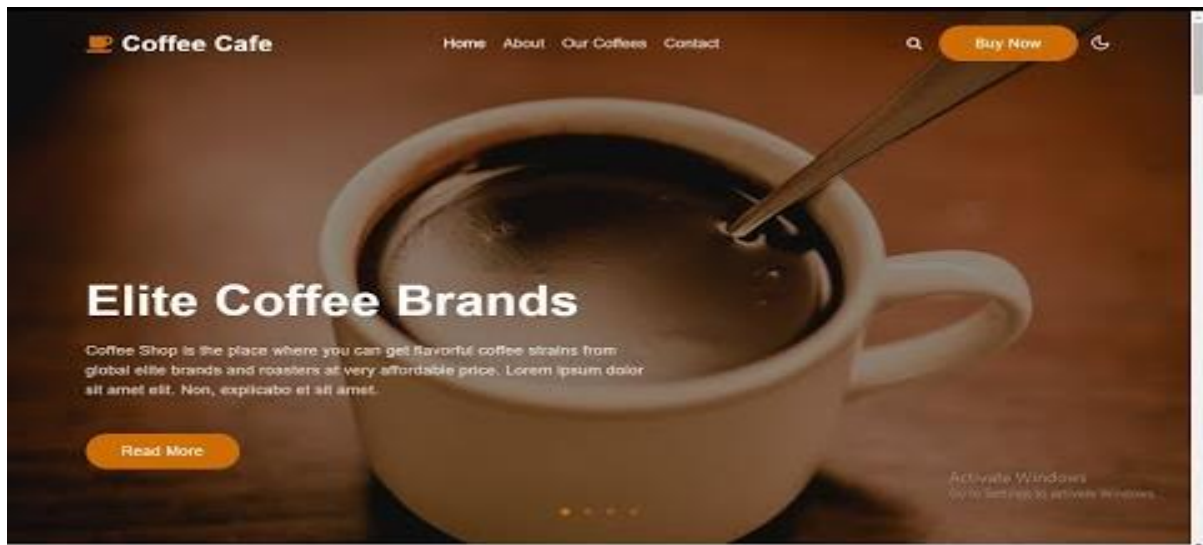 Coffee Cafe
Home About Our Coffees Contact
Buy Now
Elite Coffee Brands
Coffee Shop is the place where you can get flavorful coffee strains from
global elite brands and roasters at very affordable price. Lorem ipsum dolor
sit amet elit. Non, explicabo et sit amet.
Read More
Activate Windows
Go to Settings to activate Windows.